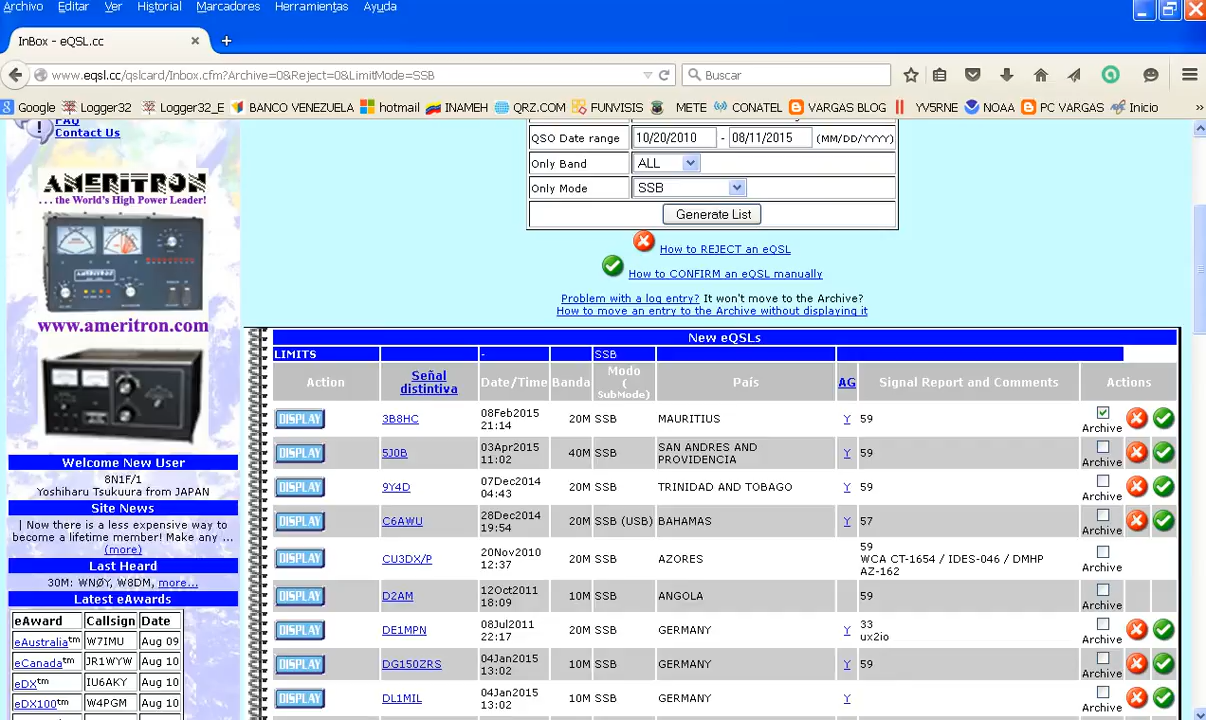 Archivo Editar Ver Historial Marcadores Herramientas Ayuda
InBox - eQSL.cc
www.eqsl.cc/qslcard/Inbox.cfm?Archive=0&Reject=0&LimitMode=SSB
Buscar
Google Logger32 Logger32_E BANCO VENEZUELA hotmail INAMEH QRZ.COM FUNVISIS METE CONATEL VARGAS BLOG YV5RNE NOAA PC VARGAS Inicio »
FAQ
Contact Us
AMERITRON
. . . the World's High Power Leader!
AMERITRON
www.ameritron.com
Welcome New User
8N1F/1
Yoshiharu Tsukuura from JAPAN
Site News
| Now there is a less expensive way to
become a lifetime member! Make any ...
(more)
Last Heard
30M: WNØY, W8DM, more...
Latest eAwards
eAward Callsign Date
eAustralia™ W7IMU Aug 09
eCanada™ JR1WYW Aug 10
eDX™ IU6AKY Aug 10
eDX100™ W4PGM Aug 10
QSO Date range 10/20/2010 - 08/11/2015 (MM/DD/YYYY)
Only Band ALL
Only Mode SSB
Generate List
How to REJECT an eQSL
How to CONFIRM an eQSL manually
Problem with a log entry? It won't move to the Archive?
How to move an entry to the Archive without displaying it
New eQSLs
LIMITS - SSB
Action Señal distintiva Date/Time Banda Modo ( SubMode) País AG Signal Report and Comments Actions
DISPLAY 3B8HC 08Feb2015 21:14 20M SSB MAURITIUS Y 59 Archive
DISPLAY 5J0B 03Apr2015 11:02 40M SSB SAN ANDRES AND PROVIDENCIA Y 59 Archive
DISPLAY 9Y4D 07Dec2014 04:43 20M SSB TRINIDAD AND TOBAGO Y 59 Archive
DISPLAY C6AWU 28Dec2014 19:54 20M SSB (USB) BAHAMAS Y 57 Archive
DISPLAY CU3DX/P 20Nov2010 12:37 20M SSB AZORES 59 WCA CT-1654 / IDES-046 / DMHP AZ-162 Archive
DISPLAY D2AM 12Oct2011 18:09 10M SSB ANGOLA 59 Archive
DISPLAY DE1MPN 08Jul2011 22:17 20M SSB GERMANY Y 33 ux2io Archive
DISPLAY DG150ZRS 04Jan2015 13:02 10M SSB GERMANY Y 59 Archive
DISPLAY DL1MIL 04Jan2015 13:02 10M SSB GERMANY Y Archive